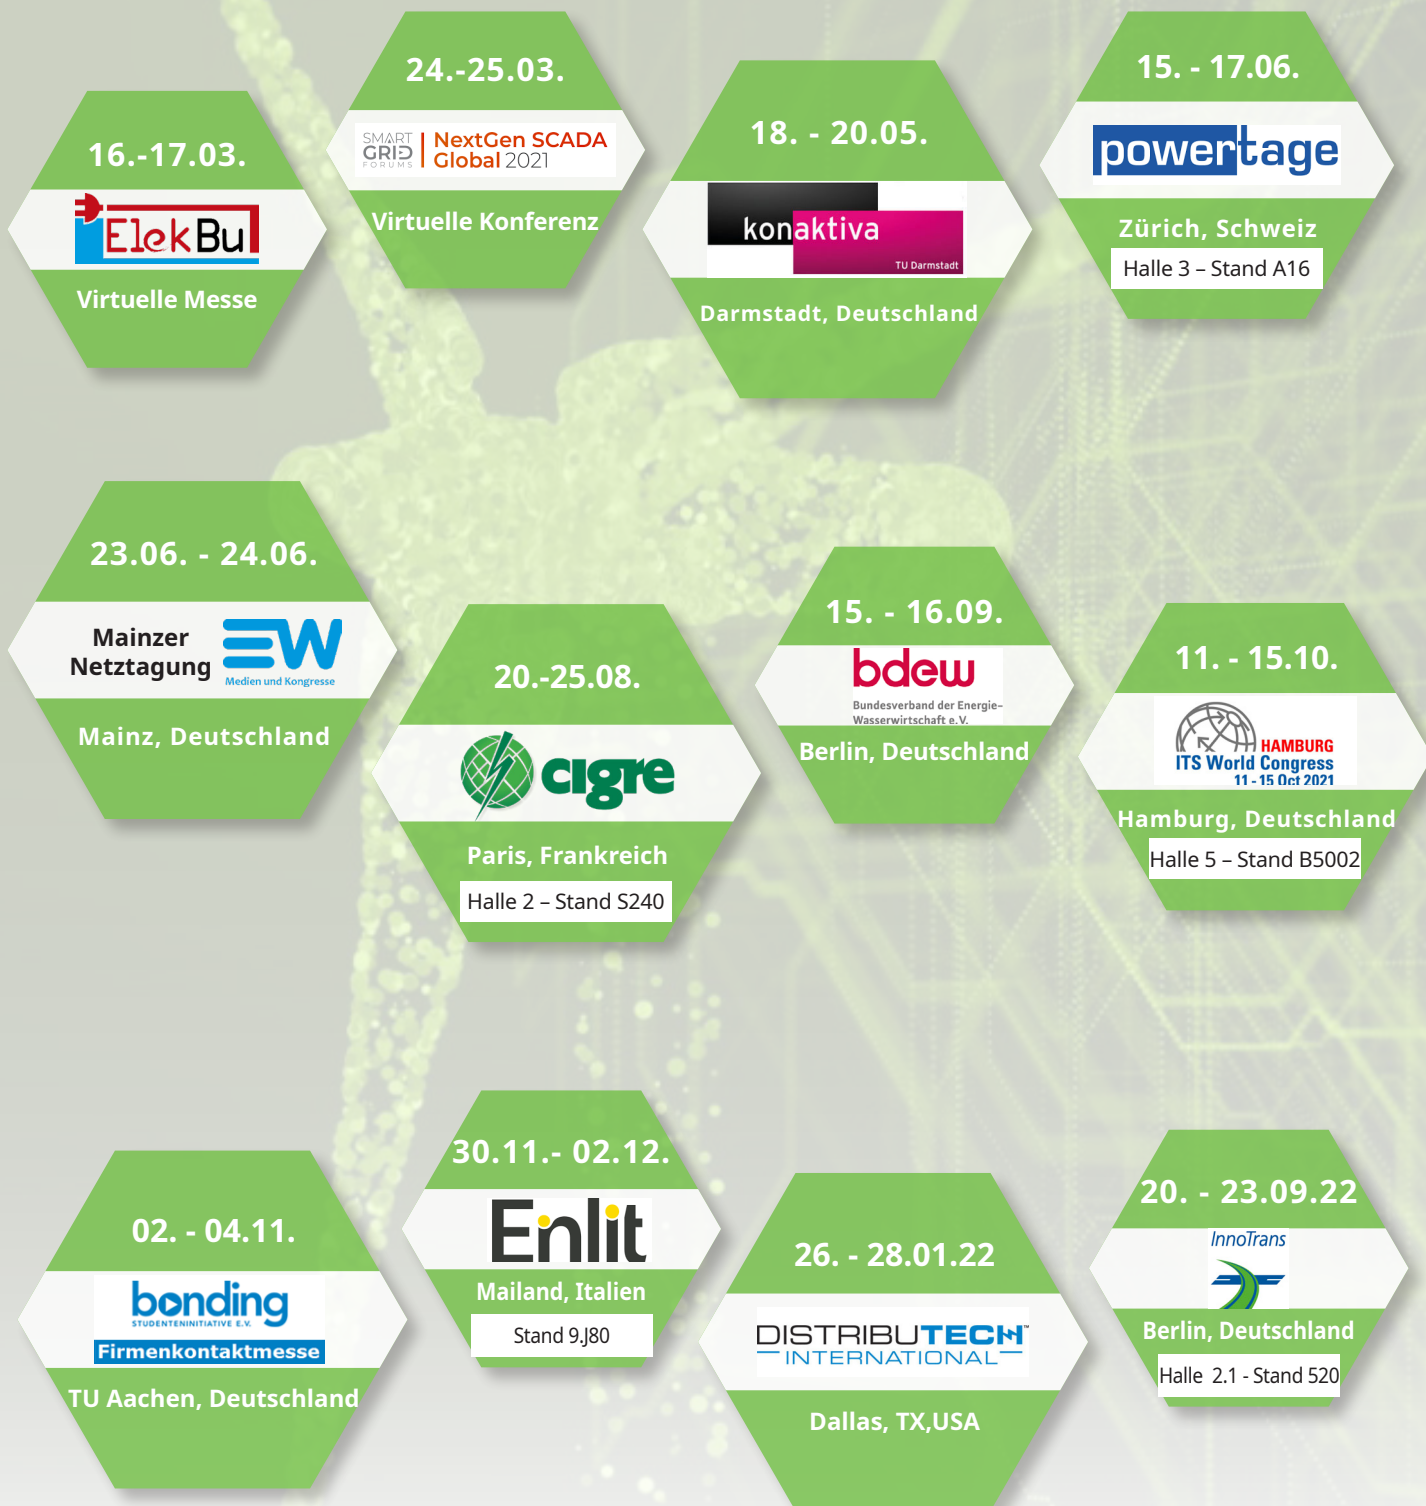 16.-17.03.
ElekBu
Virtuelle Messe
24.-25.03.
SMART
GRID
FORUMS
NextGen SCADA
Global 2021
Virtuelle Konferenz
18. - 20.05.
konaktiva
TU Darmstadt
Darmstadt, Deutschland
15. - 17.06.
powertage
Zürich, Schweiz
Halle 3 – Stand A16
23.06. - 24.06.
Mainzer
Netztagung
EW
Medien und Kongresse
Mainz, Deutschland
20.-25.08.
cigre
Paris, Frankreich
Halle 2 – Stand S240
15. - 16.09.
bdew
Bundesverband der Energie-
Wasserwirtschaft e.V.
Berlin, Deutschland
11. - 15.10.
HAMBURG
ITS World Congress
11 - 15 Oct 2021
Hamburg, Deutschland
Halle 5 – Stand B5002
02. - 04.11.
bonding
STUDENTENINITIATIVE E.V.
Firmenkontaktmesse
TU Aachen, Deutschland
30.11.- 02.12.
Enlit
Mailand, Italien
Stand 9.J80
26. - 28.01.22
DISTRIBUTECH™
INTERNATIONAL
Dallas, TX,USA
20. - 23.09.22
InnoTrans
Berlin, Deutschland
Halle  2.1 - Stand 520